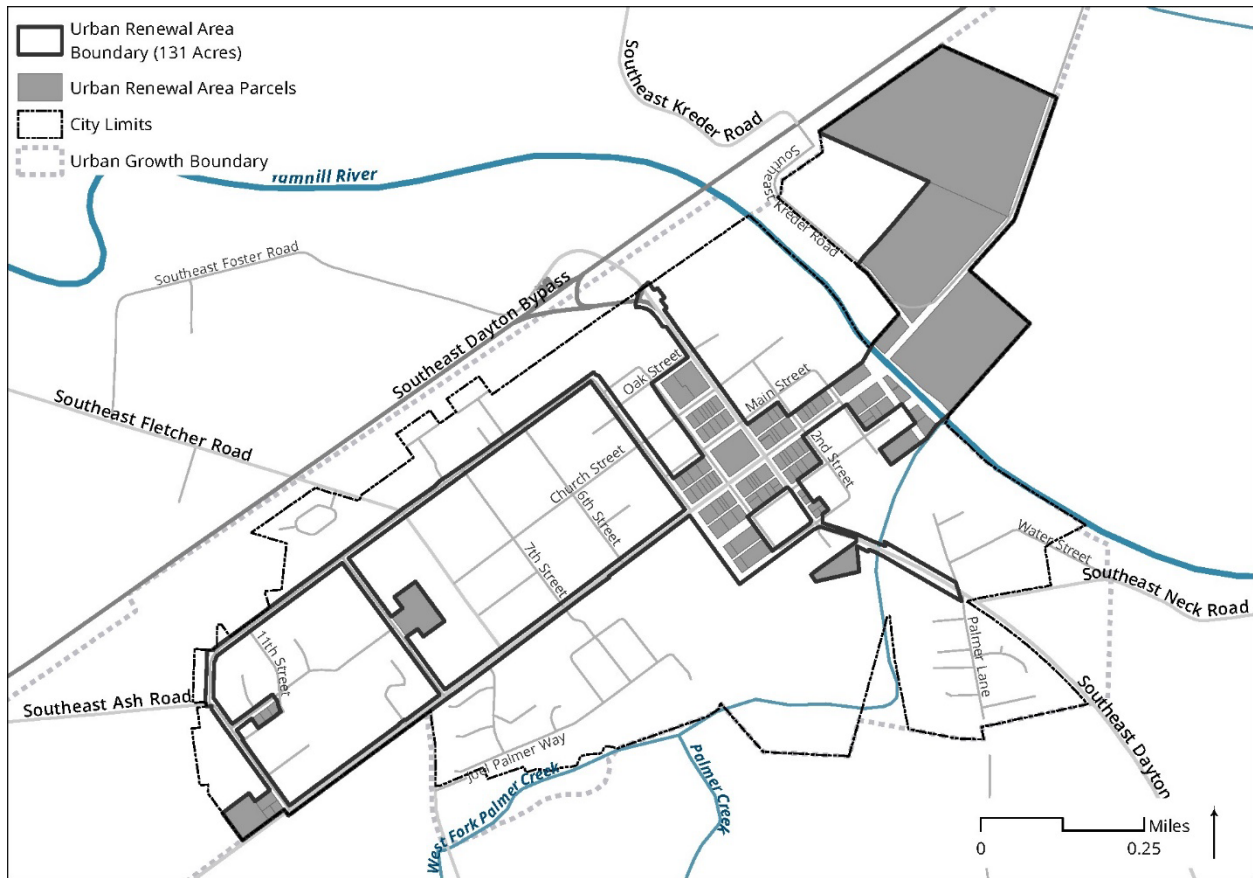 Urban Renewal Area
Boundary (131 Acres)
Urban Renewal Area Parcels
City Limits
Urban Growth Boundary
Southeast Kreder Road
Southeast Kreder Road
River
Southeast Foster Road
Southeast Dayton Bypass
Southeast Fletcher Road
Oak Street
Main Street
2nd Street
Church Street
6th Street
7th Street
Water Street
Southeast Neck Road
11th Street
Palmer Lane
Southeast Ash Road
Southeast Dayton
Joel Palmer Way
West Fork Palmer Creek
Palmer Creek
Miles
0
0.25